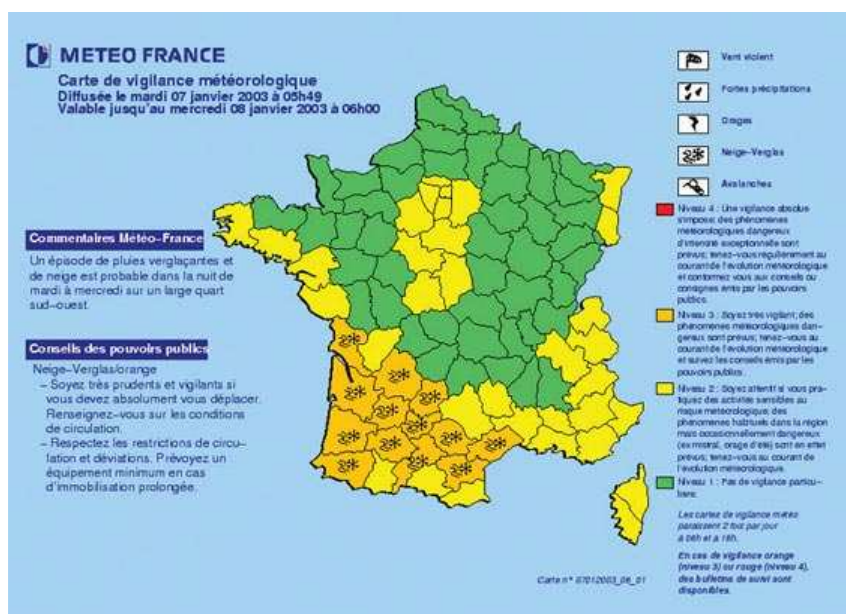 METEO FRANCE
Carte de vigilance météorologique
Diffusée le mardi 07 janvier 2003 à 05h49
Valable jusqu'au mercredi 08 janvier 2003 à 06h00
Commentaires Météo-France
Un épisode de pluies verglaçantes et
de neige est probable dans la nuit de
mardi à mercredi sur un large quart
sud-ouest.
Conseils des pouvoirs publics
Neige-Verglas/orange
- Soyez très prudents et vigilants si
vous devez absolument vous déplacer.
Renseignez-vous sur les conditions
de circulation.
- Respectez les restrictions de circu-
lation et déviations. Prévoyez un
équipement minimum en cas
d'immobilisation prolongée.
Vent violent
Fortes précipitations
Orages
Neige-Verglas
Avalanches
Niveau 4 : Une vigilance absolue
s'impose; des phénomènes
météorologiques dangereux
d'intensité exceptionnelle sont
prévus; tenez-vous régulièrement au
courant de l'évolution météorologique
et conformez vous aux conseils ou
consignes émis par les pouvoirs
publics.
Niveau 3 : Soyez très vigilant; des
phénomènes météorologiques dan-
gereux sont prévus; tenez-vous au
courant de l'évolution météorologique
et suivez les conseils émis par les
pouvoirs publics.
Niveau 2 : Soyez attentif si vous pra-
tiquez des activités sensibles au
risque météorologique; des
phénomènes habituels dans la région
mais occasionnellement dangereux
(ex mistral, orage d'été) sont en effet
prévus; tenez-vous au courant de
l'évolution météorologique.
Niveau 1 : Pas de vigilance particu-
lière.
Les cartes de vigilance météo
paraissent 2 fois par jour
à 06h et à 16h.
En cas de vigilance orange
(niveau 3) ou rouge (niveau 4),
des bulletins de suivi sont
disponibles.
Carte n° 07012003_06_01